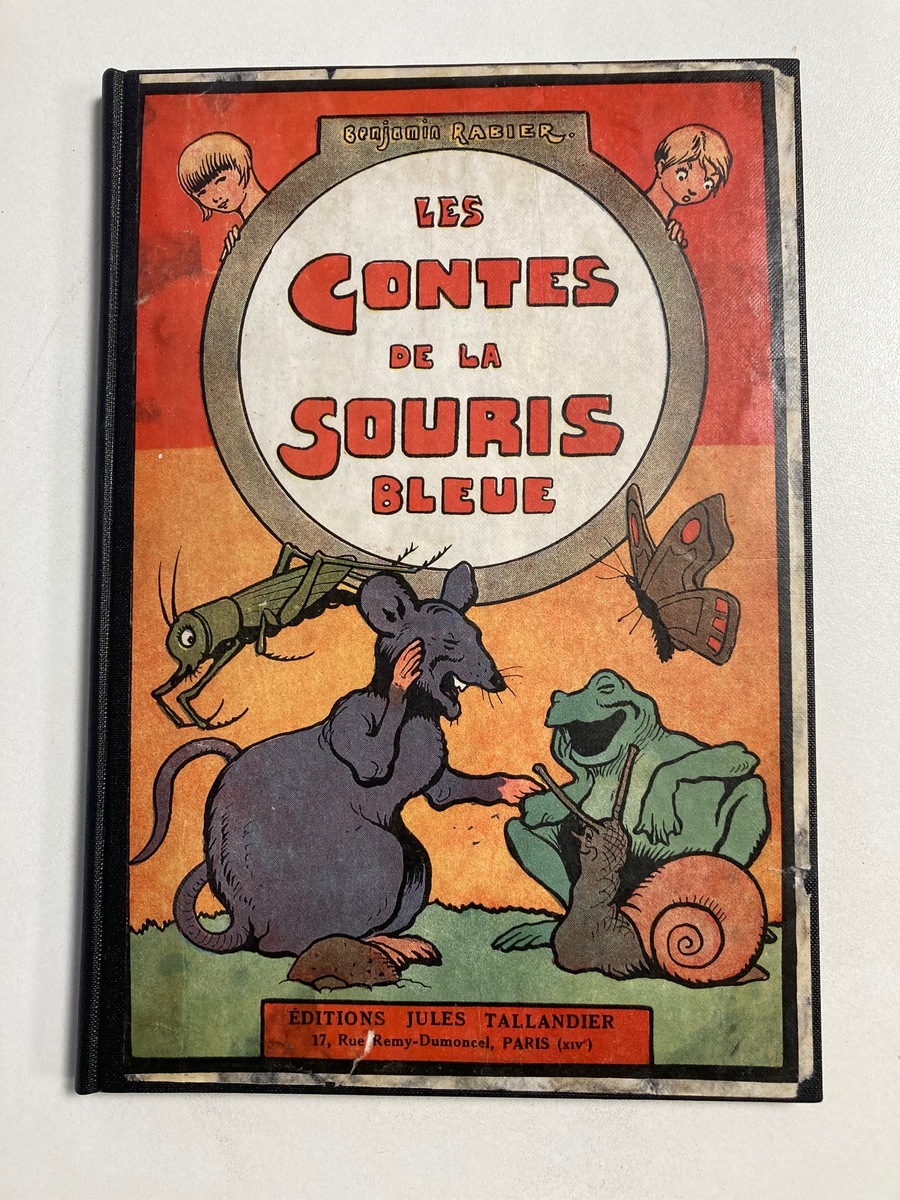 Benjamin RABIER.
LES
CONTES
DE LA
SOURIS
BLEUE
ÉDITIONS JULES TALLANDIER
17, Rue Remy-Dumoncel, PARIS (XIVᵉ)